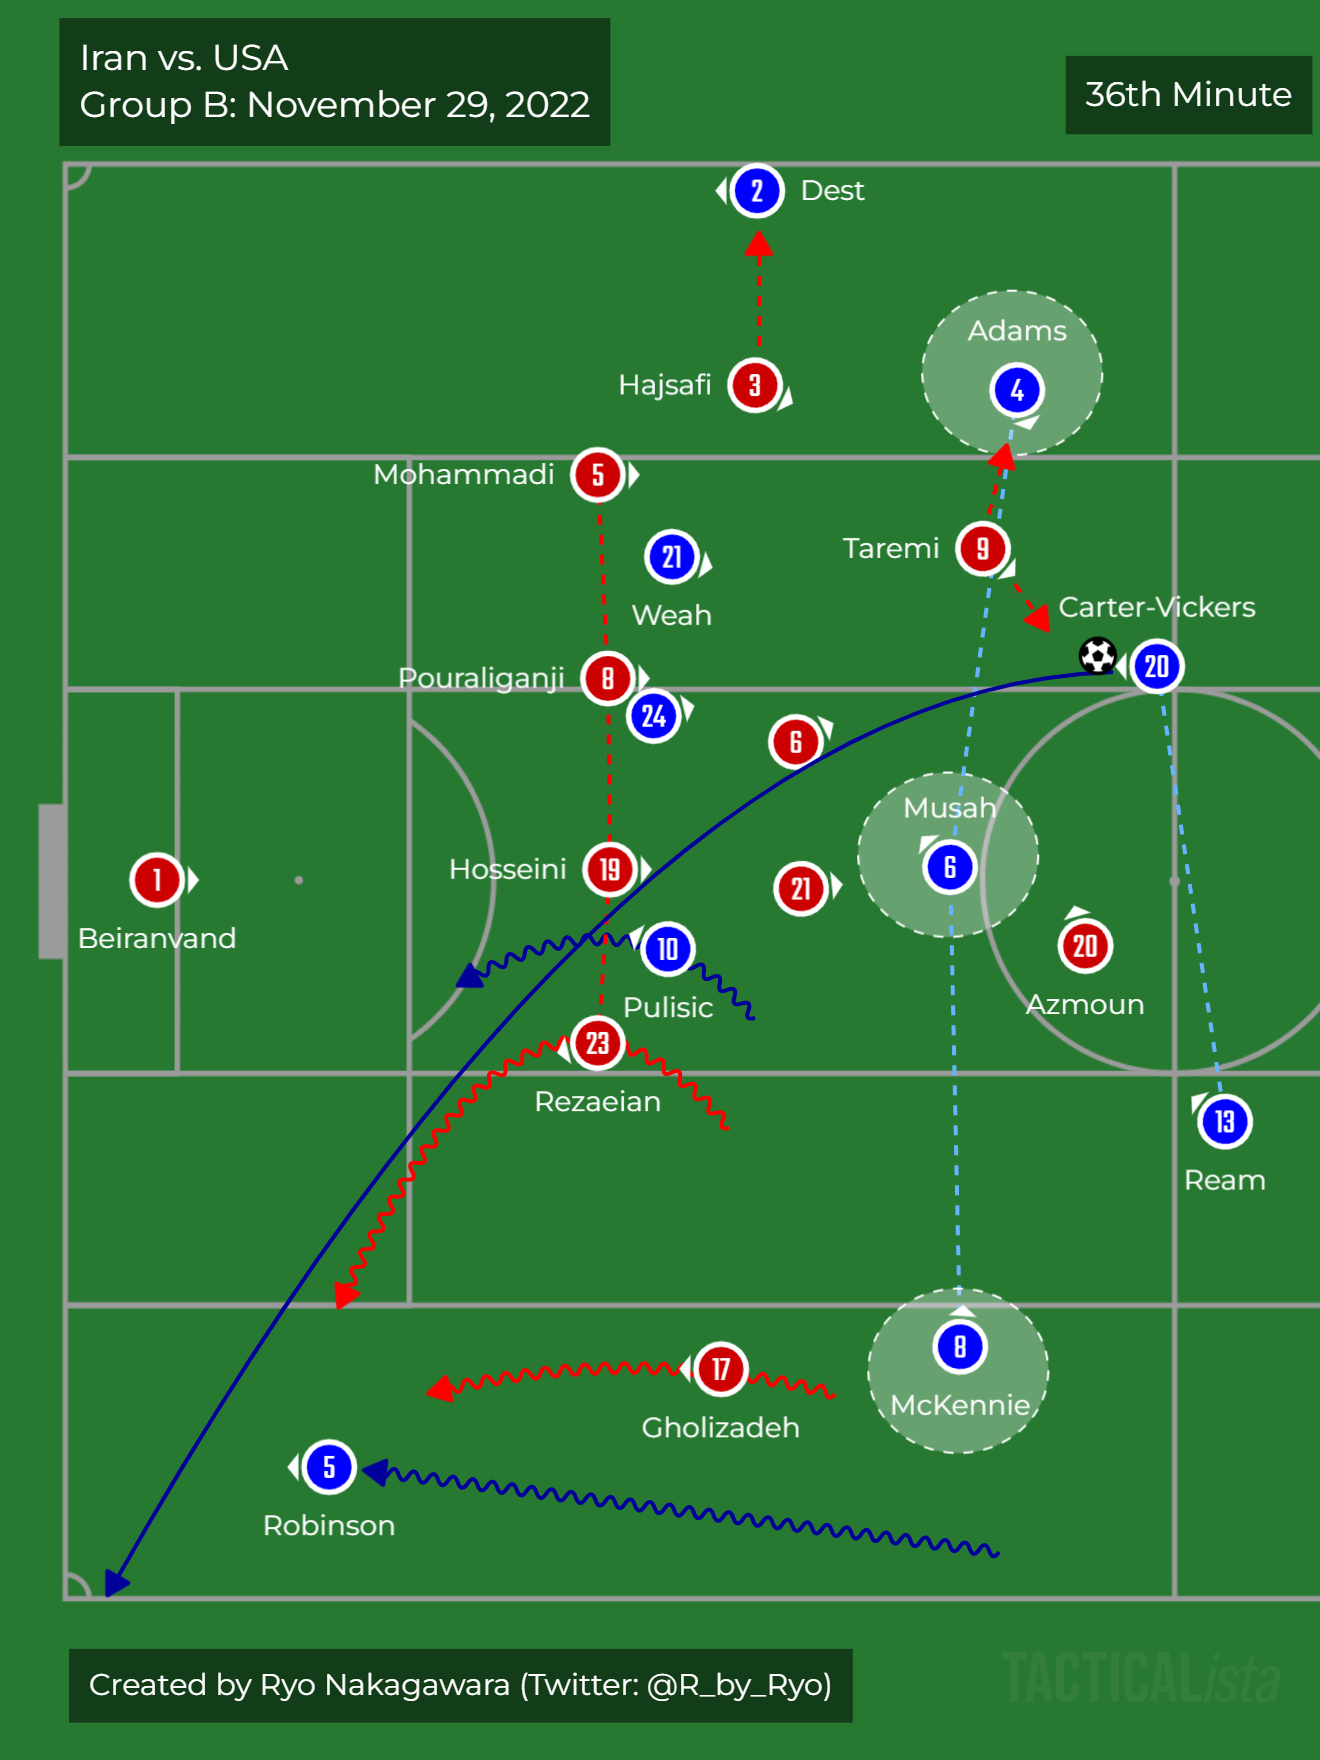 Iran vs. USA
Group B: November 29, 2022
36th Minute
2 Dest
Adams
4
Hajsafi 3
Mohammadi 5
21
Weah
Taremi 9
Carter-Vickers
20
Pouraliganji 8
24
6
Musah
6
Hosseini 19
21
1
Beiranvand
10
Pulisic
20
Azmoun
23
Rezaeian
13
Ream
8
McKennie
17
Gholizadeh
5
Robinson
Created by Ryo Nakagawara (Twitter: @R_by_Ryo)
TACTICALista